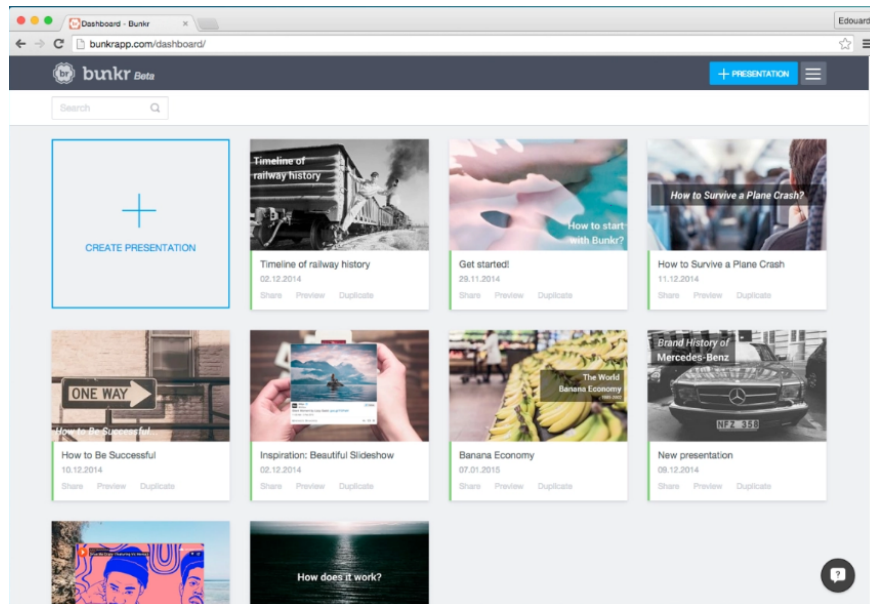 Dashboard - Bunkr
Edouard
bunkrapp.com/dashboard/
br bunkr Beta
+ PRESENTATION
Search
CREATE PRESENTATION
Timeline of
railway history
Timeline of railway history
02.12.2014
Share Preview Duplicate
How to start
with Bunkr?
Get started!
29.11.2014
Share Preview Duplicate
How to Survive a Plane Crash?
How to Survive a Plane Crash
11.12.2014
Share Preview Duplicate
ONE WAY
How to Be Successful
How to Be Successful
10.12.2014
Share Preview Duplicate
Inspiration: Beautiful Slideshow
02.12.2014
Share Preview Duplicate
The World
Banana Economy
Banana Economy
07.01.2015
Share Preview Duplicate
Brand History of
Mercedes-Benz
NFZ 358
New presentation
09.12.2014
Share Preview Duplicate
How does it work?
?